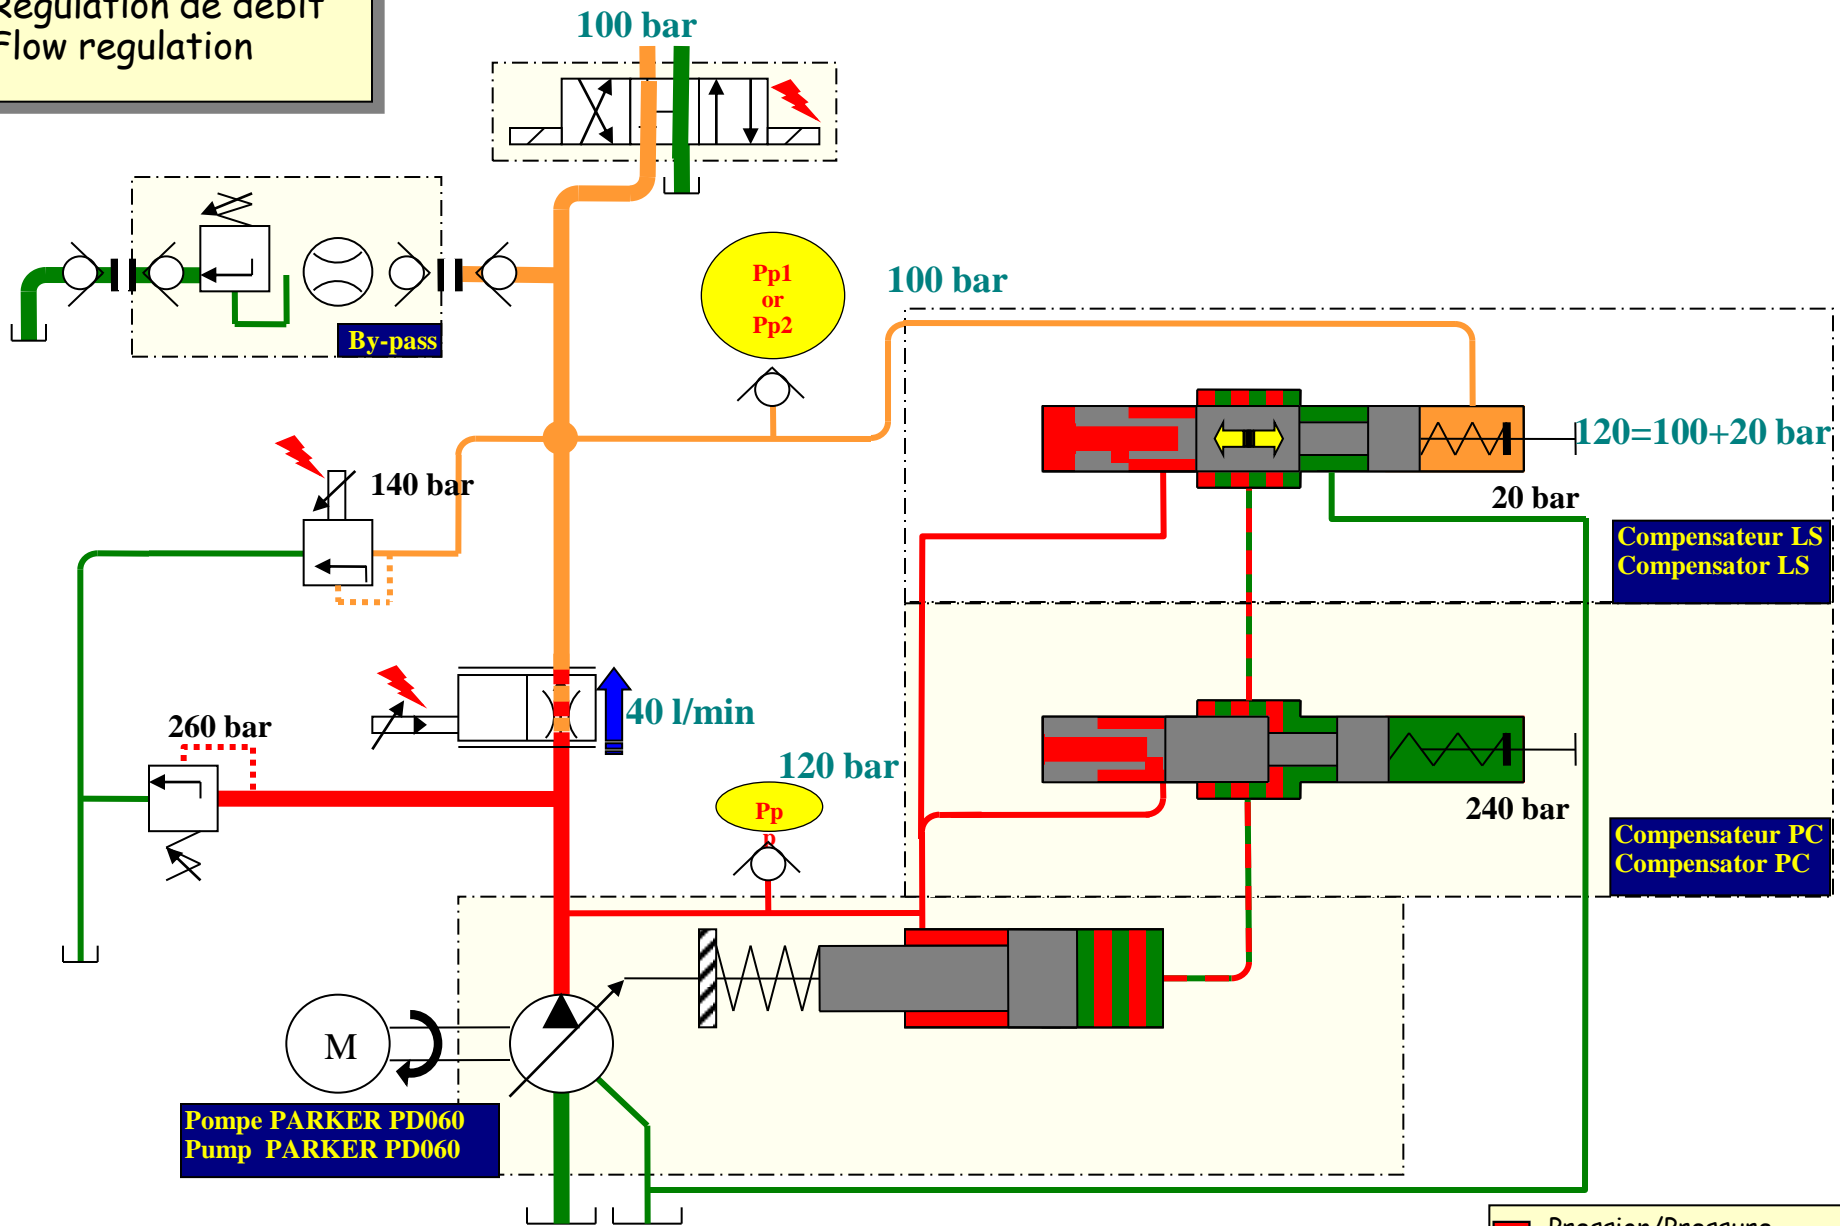 Régulation de débit
Flow regulation
100 bar
By-pass
Pp1
or
Pp2
100 bar
120=100+20 bar
20 bar
Compensateur LS
Compensator LS
140 bar
40 l/min
260 bar
120 bar
Pp
p
240 bar
Compensateur PC
Compensator PC
M
Pompe PARKER PD060
Pump PARKER PD060
Pression/Pressure